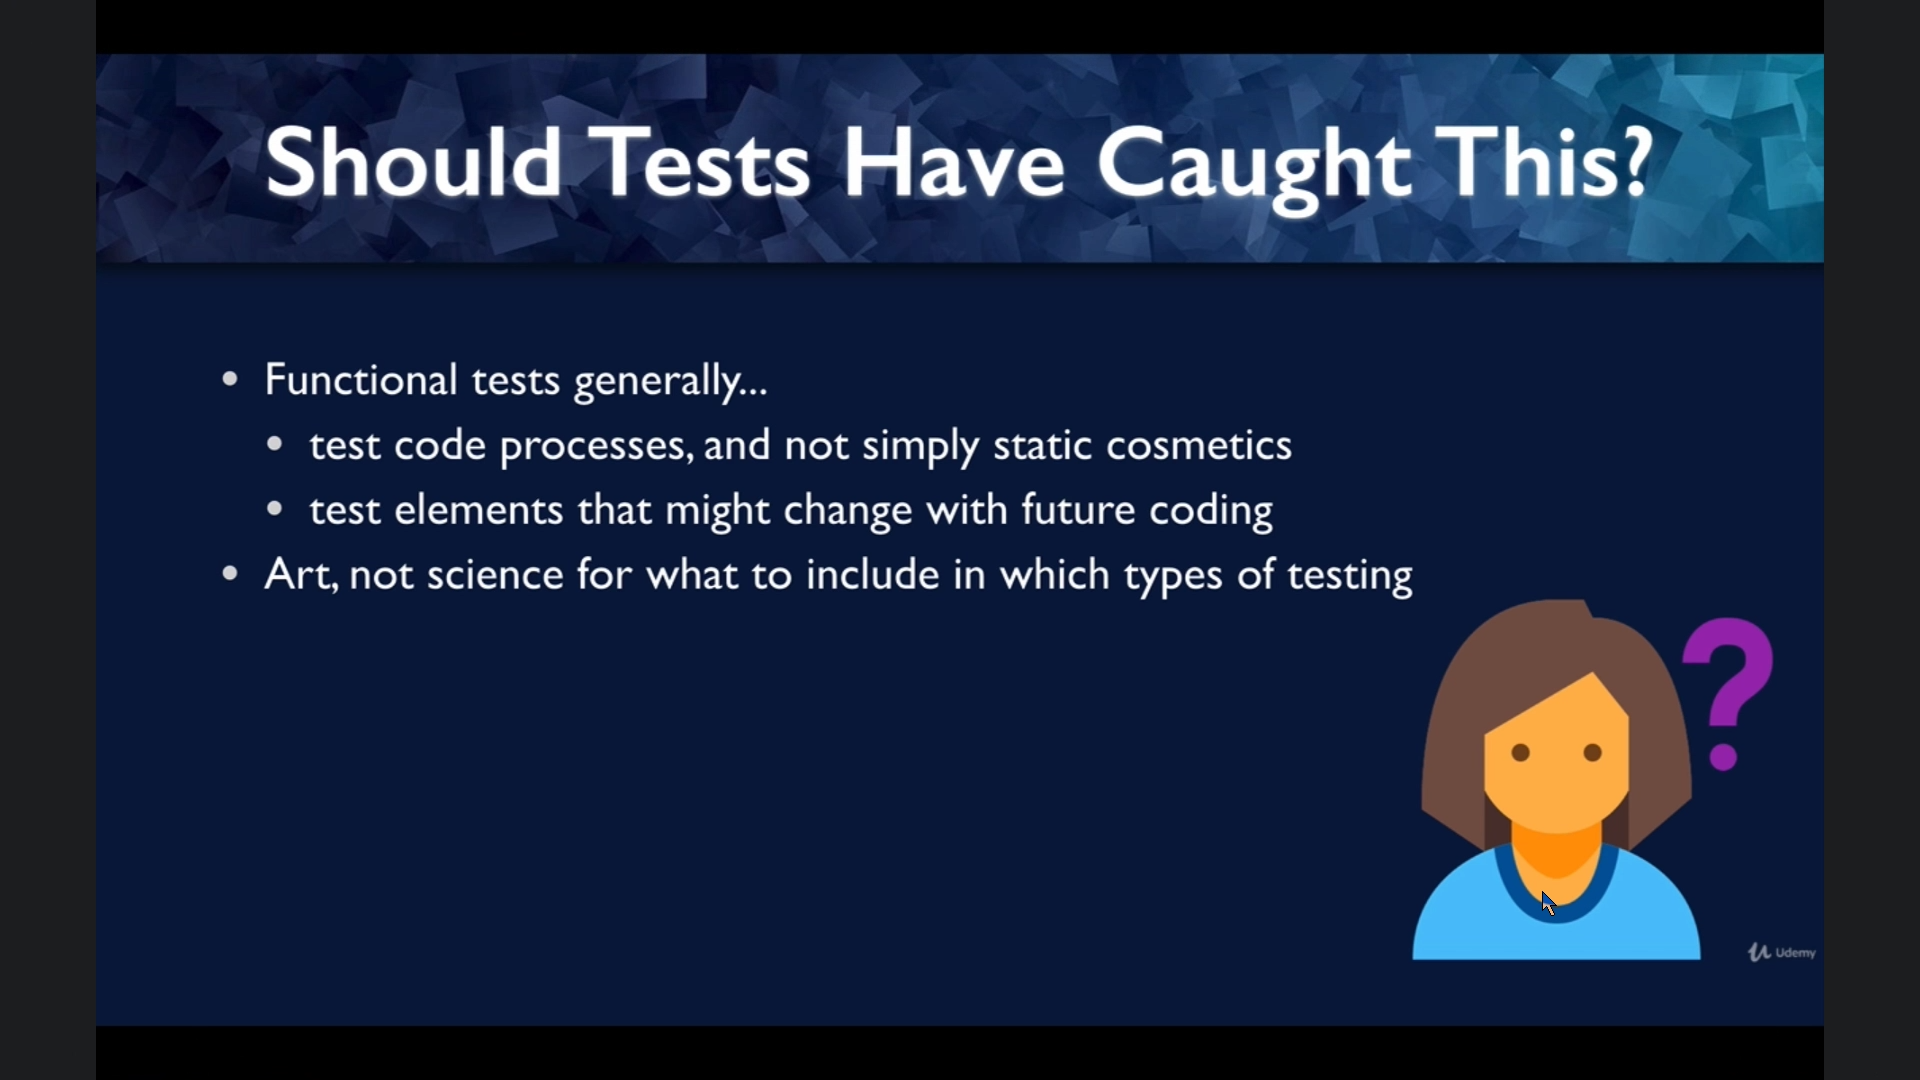 Should Tests Have Caught This?
• Functional tests generally...
• test code processes, and not simply static cosmetics
• test elements that might change with future coding
• Art, not science for what to include in which types of testing
?
Udemy